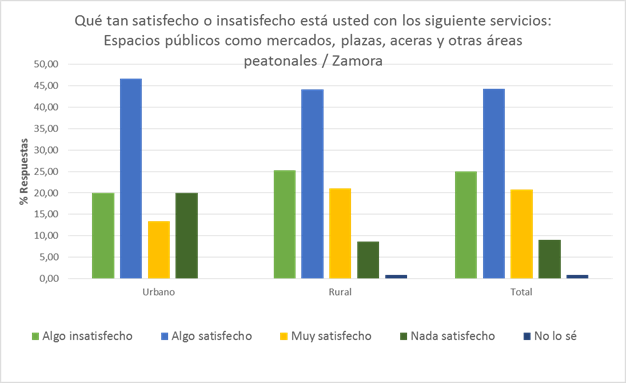 Qué tan satisfecho o insatisfecho está usted con los siguiente servicios:
Espacios públicos como mercados, plazas, aceras y otras áreas
peatonales / Zamora
50,00
45,00
40,00
35,00
30,00
25,00
20,00
15,00
10,00
5,00
0,00
% Respuestas
Urbano Rural Total
Algo insatisfecho Algo satisfecho Muy satisfecho Nada satisfecho No lo sé